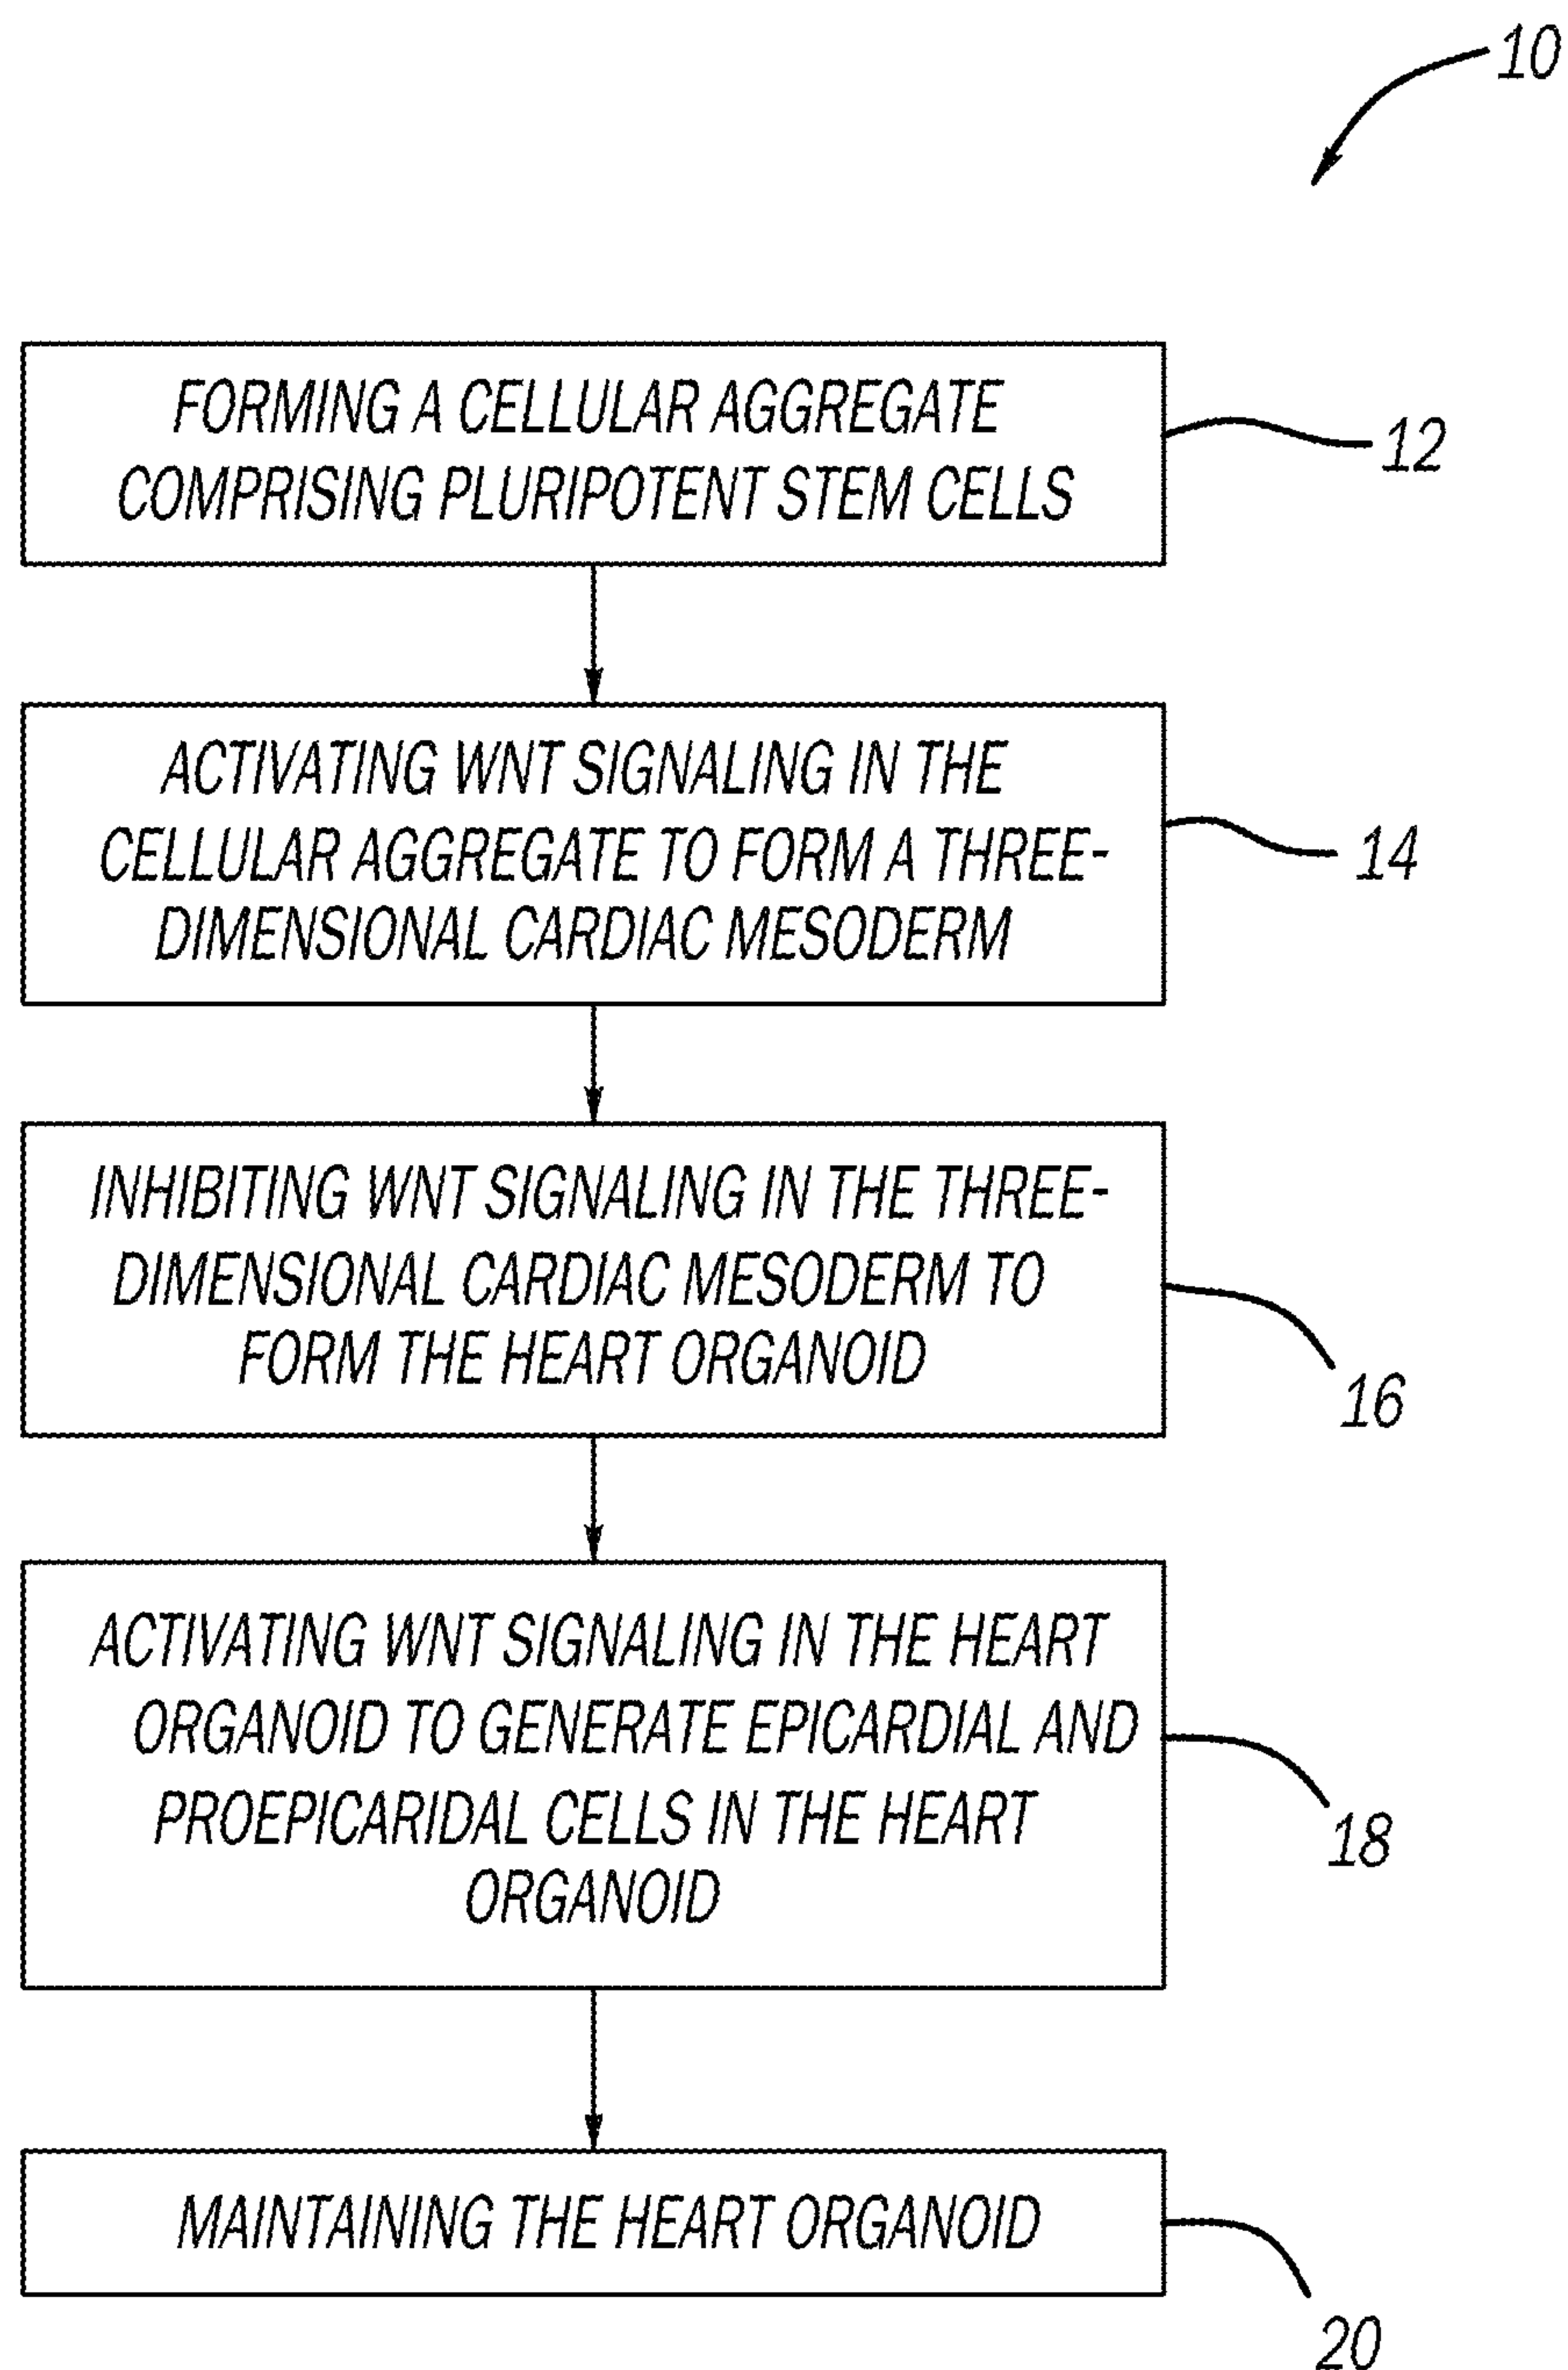 10
FORMING A CELLULAR AGGREGATE
COMPRISING PLURIPOTENT STEM CELLS
12
ACTIVATING WNT SIGNALING IN THE
CELLULAR AGGREGATE TO FORM A THREE-
DIMENSIONAL CARDIAC MESODERM
14
INHIBITING WNT SIGNALING IN THE THREE-
DIMENSIONAL CARDIAC MESODERM TO
FORM THE HEART ORGANOID
16
ACTIVATING WNT SIGNALING IN THE HEART
ORGANOID TO GENERATE EPICARDIAL AND
PROEPICARIDAL CELLS IN THE HEART
ORGANOID
18
MAINTAINING THE HEART ORGANOID
20